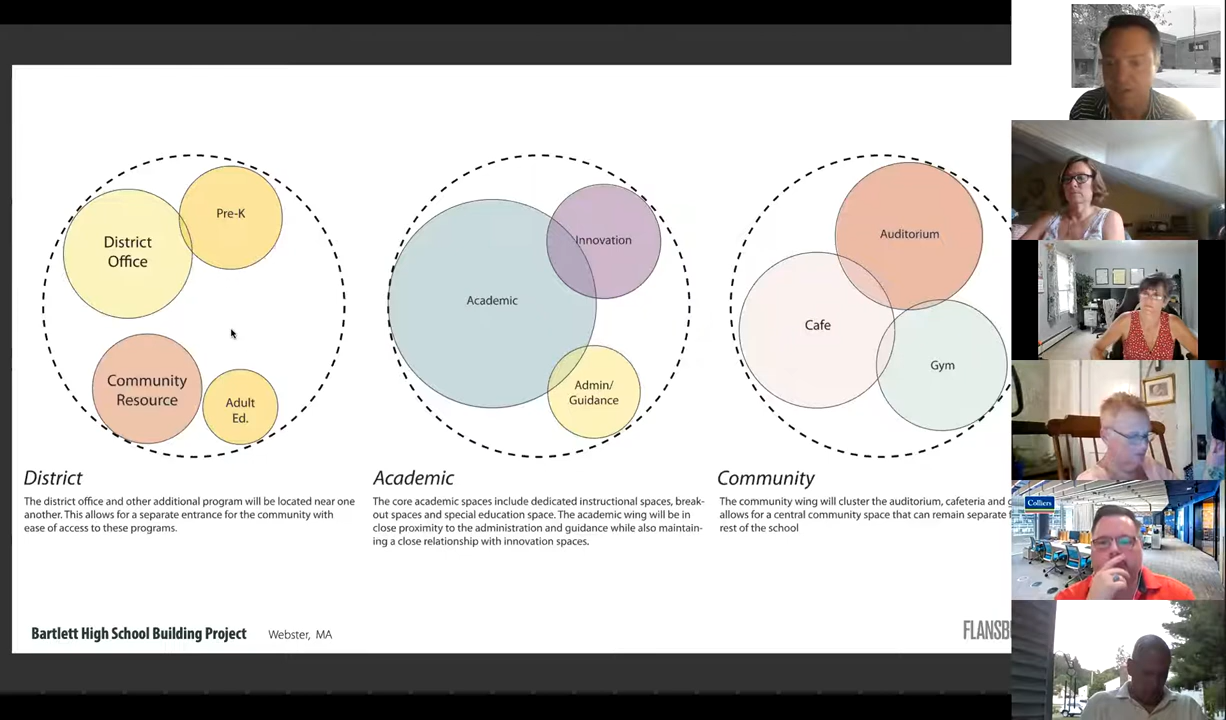 Pre-K
District
Office
Community
Resource
Adult
Ed.
Innovation
Academic
Admin/
Guidance
Auditorium
Cafe
Gym
District
The district office and other additional program will be located near one
another. This allows for a separate entrance for the community with
ease of access to these programs.
Academic
The core academic spaces include dedicated instructional spaces, break-
out spaces and special education space. The academic wing will be in
close proximity to the administration and guidance while also maintain-
ing a close relationship with innovation spaces.
Community
The community wing will cluster the auditorium, cafeteria and
allows for a central community space that can remain separate
rest of the school
Bartlett High School Building Project
Webster, MA
FLANSB
Colliers